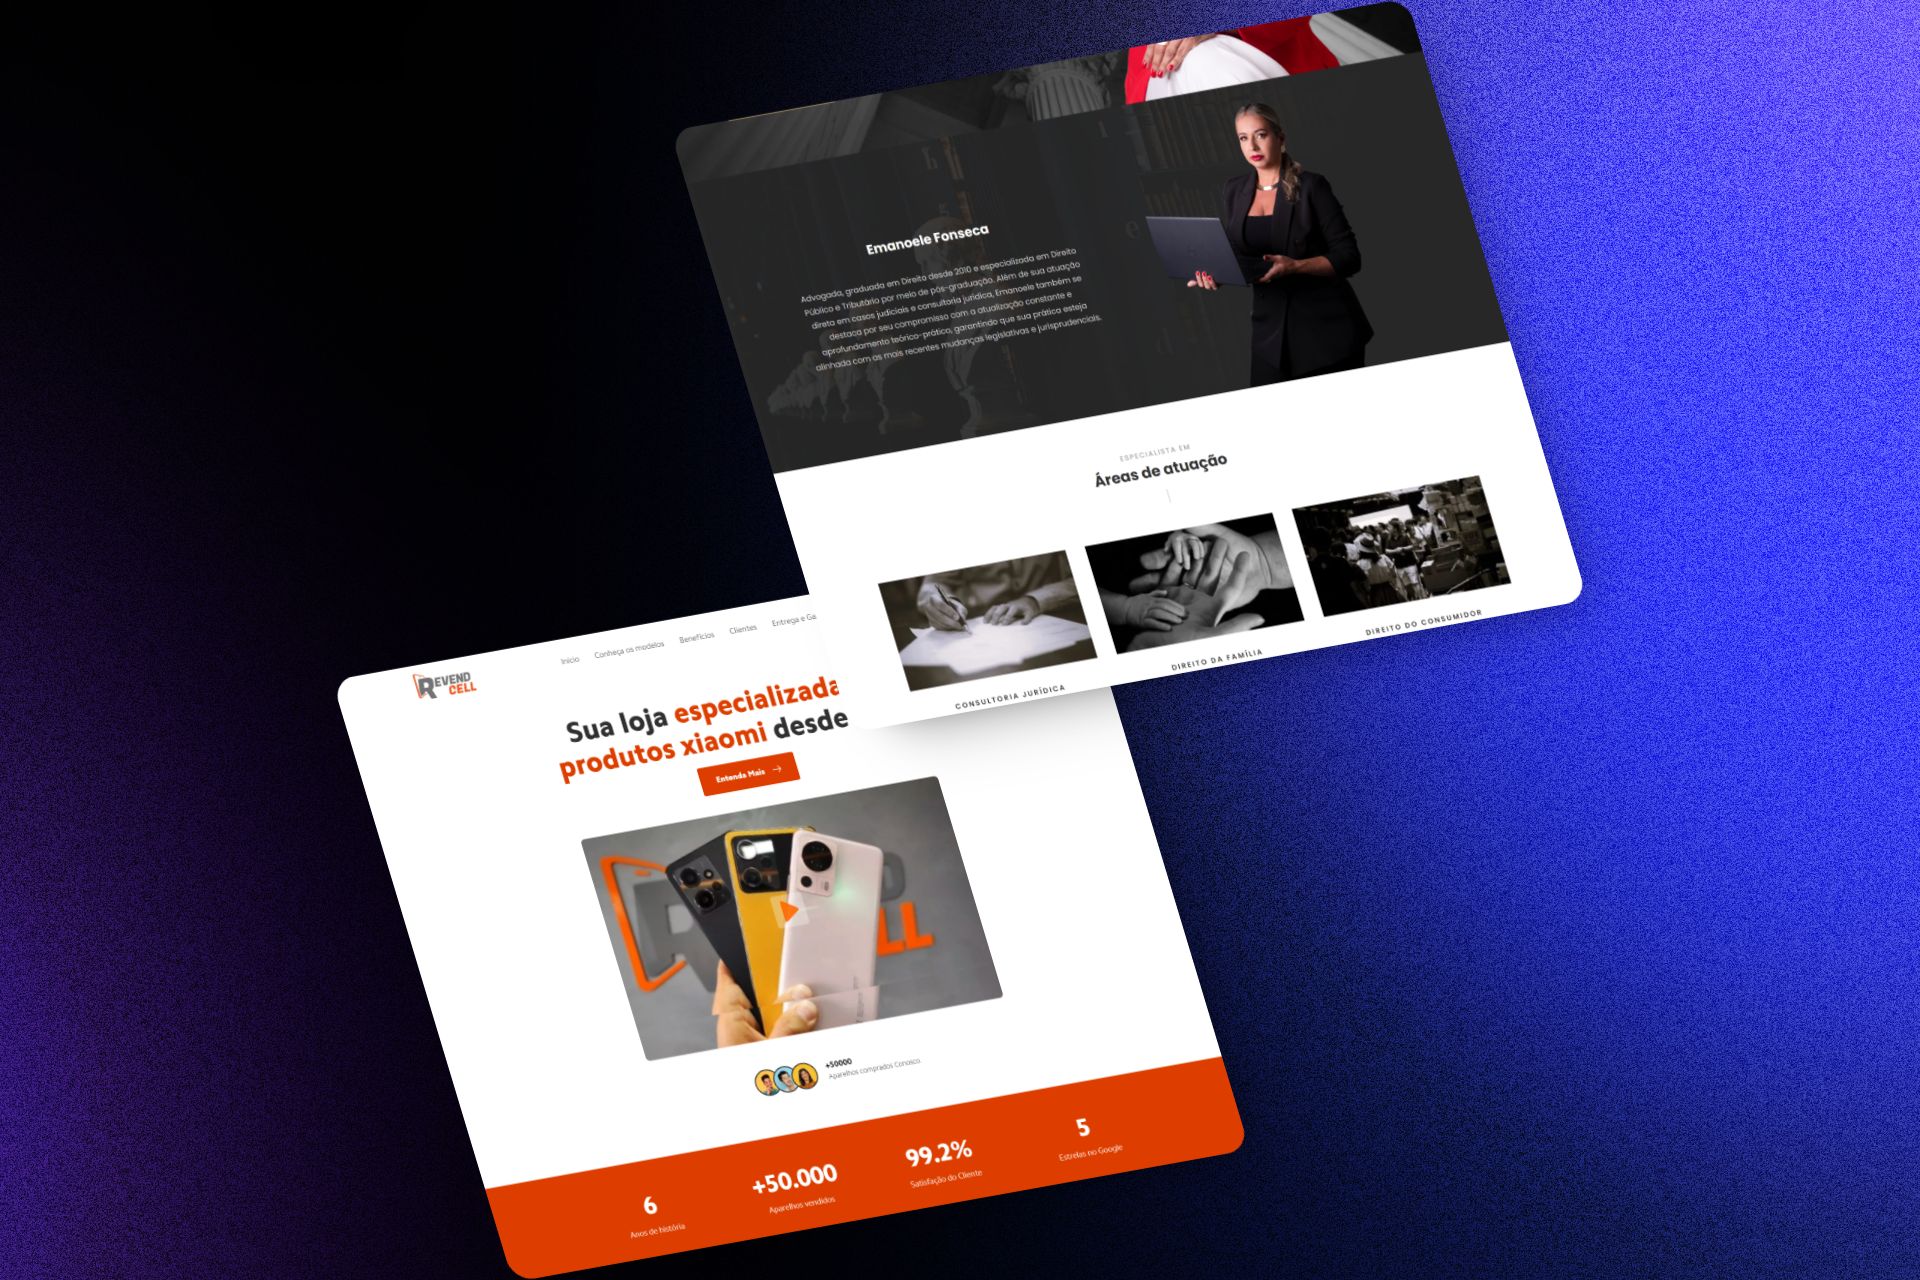 Emanoele Fonseca
Advogada, graduada em Direito desde 2010 e especializada em Direito
Público e Tributário por meio de pós-graduação. Além de sua atuação
direta em casos judiciais e consultoria jurídica, Emanoele também se
destaca por seu compromisso com a atualização constante e
aprofundamento teórico-prático, garantindo que sua prática esteja
alinhada com as mais recentes mudanças legislativas e jurisprudenciais.
ESPECIALISTA EM
Áreas de atuação
CONSULTORIA JURÍDICA
DIREITO DA FAMÍLIA
DIREITO DO CONSUMIDOR
REVEND
CELL
Início
Conheça os modelos
Benefícios
Clientes
Entrega e Ga
Sua loja especializada
produtos xiaomi desde
Entenda Mais →
LL
+50000
Aparelhos comprados Conosco.
6
Anos de história
+50.000
Aparelhos vendidos
99.2%
Satisfação do Cliente
5
Estrelas no Google